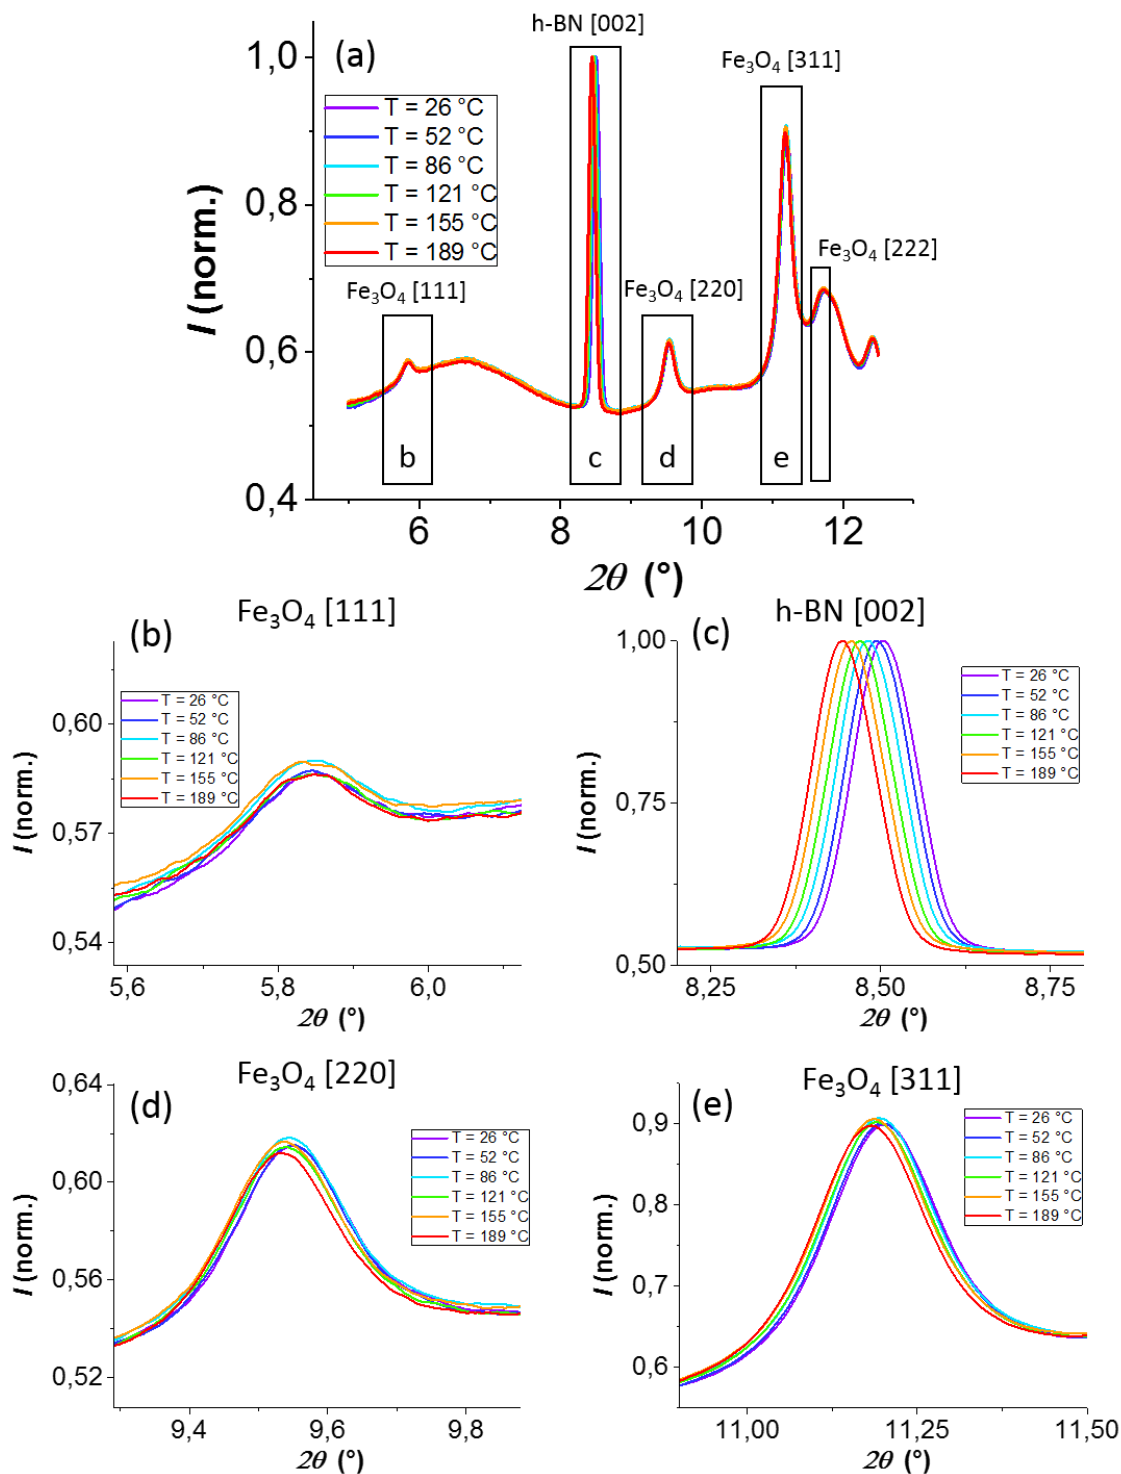 h-BN [002]
(a)
Fe₃O₄ [311]
1,0
T = 26 °C
T = 52 °C
T = 86 °C
T = 121 °C
T = 155 °C
T = 189 °C
0,8
Fe₃O₄ [222]
Fe₃O₄ [111]
Fe₃O₄ [220]
I (norm.)
0,6
b
c
d
e
0,4
6
8
10
12
2θ (°)
Fe₃O₄ [111]
(b)
T = 26 °C
T = 52 °C
T = 86 °C
T = 121 °C
T = 155 °C
T = 189 °C
0,60
0,57
0,54
I (norm.)
5,6
5,8
6,0
2θ (°)
h-BN [002]
(c)
1,00
T = 26 °C
T = 52 °C
T = 86 °C
T = 121 °C
T = 155 °C
T = 189 °C
0,75
0,50
I (norm.)
8,25
8,50
8,75
2θ (°)
Fe₃O₄ [220]
(d)
0,64
T = 26 °C
T = 52 °C
T = 86 °C
T = 121 °C
T = 155 °C
T = 189 °C
0,60
0,56
0,52
I (norm.)
9,4
9,6
9,8
2θ (°)
Fe₃O₄ [311]
(e)
0,9
T = 26 °C
T = 52 °C
T = 86 °C
T = 121 °C
T = 155 °C
T = 189 °C
0,8
0,7
0,6
I (norm.)
11,00
11,25
11,50
2θ (°)